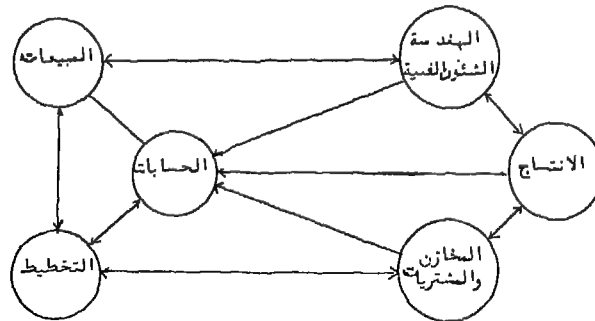 الهندسة
الشئون الفنية
المبيعات
الانتاج
الحسابات
المخازن
والمشتريات
التخطيط